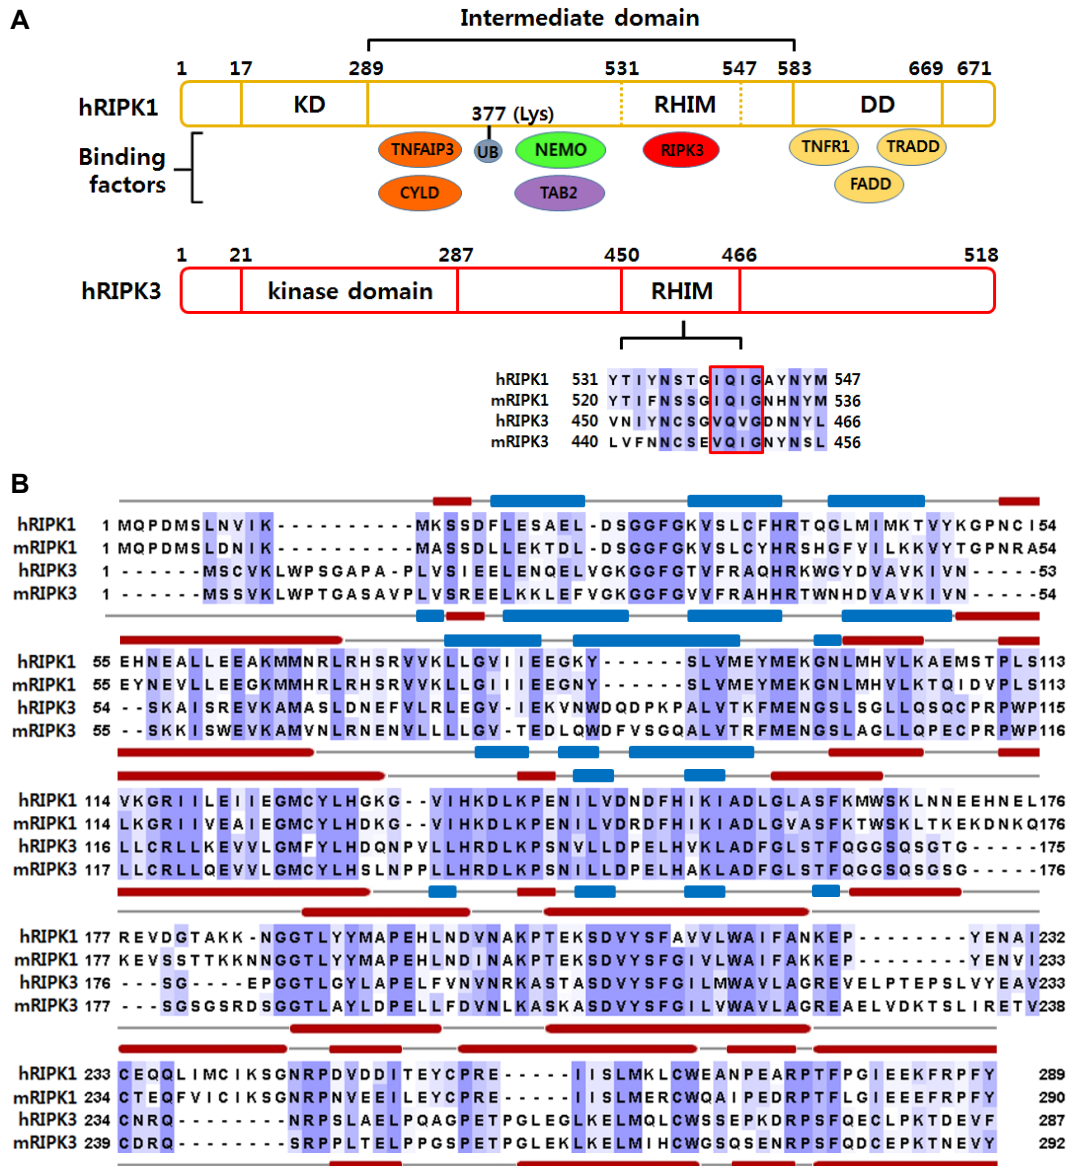 A
Intermediate domain
1 17 289 531 547 583 669 671
hRIPK1 KD RHIM DD
377 (Lys)
Binding factors
TNFAIP3 UB NEMO RIPK3 TNFR1 TRADD
CYLD TAB2 FADD
1 21 287 450 466 518
hRIPK3 kinase domain RHIM
hRIPK1 531 YTIYNSTGIQIGAYNYM 547
mRIPK1 520 YTIFNSSGIQIGNHNYM 536
hRIPK3 450 VNIYNCSGVQVGDNNYL 466
mRIPK3 440 LVFNNCSEVQIGNYNSL 456
B
hRIPK1 1 MQPDMSLNVIK----------MKSSDFLESAEL-DSGGFGKVSLCFHRTQGLMIMKTVYKGPNCI 54
mRIPK1 1 MQPDMSLDNIK----------MASSDLLEKTDL-DSGGFGKVSLCYHRSHGFVILKKVYTGPNRA 54
hRIPK3 1 ------MSCVKLWPSGAPA-PLVSIEELENQELVGKGGFGTVFRAQHRKWGYDVAVKIVN----- 53
mRIPK3 1 ------MSSVKLWPTGASAVPLVSREELKKLEFVGKGGFGVVFRAHHRTWNHDVAVKIVN----- 54
hRIPK1 55 EHNEALLEEAKMMNRLRHSRVVKLLGVIIEEGKY------SLVMEYMEKGNLMHVLKAEMSTPLS 113
mRIPK1 55 EYNEVLLEEGKMMHRLRHSRVVKLLGIIIEEGNY------SLVMEYMEKGNLMHVLKTQIDVPLS 113
hRIPK3 54 --SKAISREVKAMASLDNEFVLRLEGV-IEKVNWDQDPKPALVTKFMENGSLSGLLQSQCPRPWP 115
mRIPK3 55 --SKKISWEVKAMVNLRNENVLLLLGV-TEDLQWDFVSGQALVTRFMENGSLAGLLQPECPRPWP 116
hRIPK1 114 VKGRIILEIIEGMCYLHGKG--VIHKDLKPENILVDNDFHIKIADLGLASFKMWSKLNNEEHNEL 176
mRIPK1 114 LKGRIIVEAIEGMCYLHDKG--VIHKDLKPENILVDRDFHIKIADLGVASFKTWSKLTKEKDNKQ 176
hRIPK3 116 LLCRLLKEVVLGMFYLHDQNPVLLHRDLKPSNVLLDPELHVKLADFGLSTFQGGSQSGTG----- 175
mRIPK3 117 LLCRLLQEVVLGMCYLHSLNPPLLHRDLKPSNILLDPELHAKLADFGLSTFQGGSQSGSG----- 176
hRIPK1 177 REVDGTAKK-NGGTLYYMAPEHLNDVNAKPTEKSDVYSFAVVLWAIFANKEP--------YENAI 232
mRIPK1 177 KEVSSTTKKNNGGTLYYMAPEHLNDINAKPTEKSDVYSFGIVLWAIFAKKEP--------YENVI 233
hRIPK3 176 ---SG----EPGGTLGYLAPELFVNVNRKASTASDVYSFGILMWAVLAGREVELPTEPSLVYEAV 233
mRIPK3 177 ---SGSGSRDSGGTLAYLDPELLFDVNLKASKASDVYSFGILVWAVLAGREAELVDKTSLIRETV 238
hRIPK1 233 CEQQLIMCIKSGNRPDVDDITEYCPRE-----IISLMKLCWEANPEARPTFPGIEEKFRPFY 289
mRIPK1 234 CTEQFVICIKSGNRPNVEEILEYCPRE-----IISLMERCWQAIPEDRPTFLGIEEEFRPFY 290
hRIPK3 234 CNRQ--------NRPSLAELPQAGPETPGLEGLKELMQLCWSSEPKDRPSFQECLPKTDEVF 287
mRIPK3 239 CDRQ--------SRPPLTELPPGSPETPGLEKLKELMIHCWGSQSENRPSFQDCEPKTNEVY 292